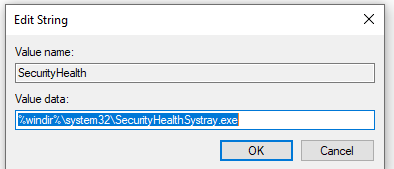 Edit String
Value name:
SecurityHealth
Value data:
%windir%\system32\SecurityHealthSystray.exe
OK
Cancel